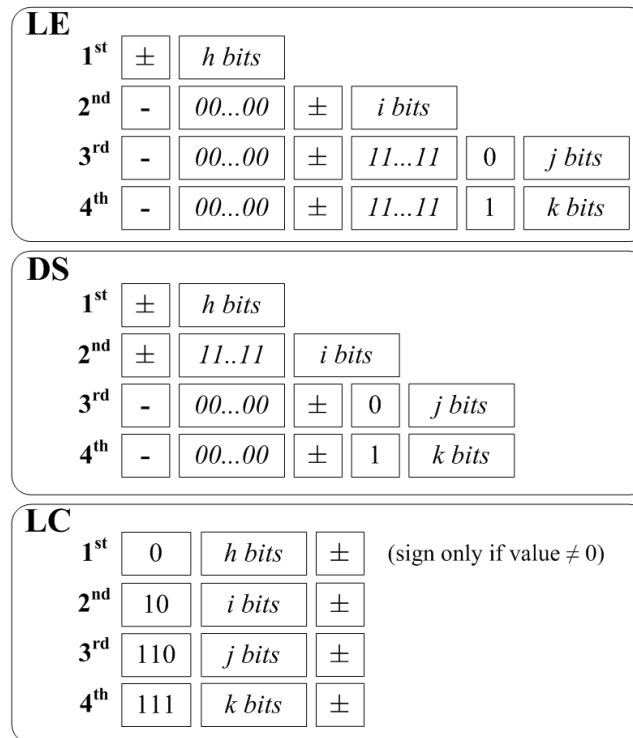 LE
1st ± h bits
2nd - 00...00 ± i bits
3rd - 00...00 ± 11...11 0 j bits
4th - 00...00 ± 11...11 1 k bits
DS
1st ± h bits
2nd ± 11..11 i bits
3rd - 00...00 ± 0 j bits
4th - 00...00 ± 1 k bits
LC
1st 0 h bits ± (sign only if value ≠ 0)
2nd 10 i bits ±
3rd 110 j bits ±
4th 111 k bits ±